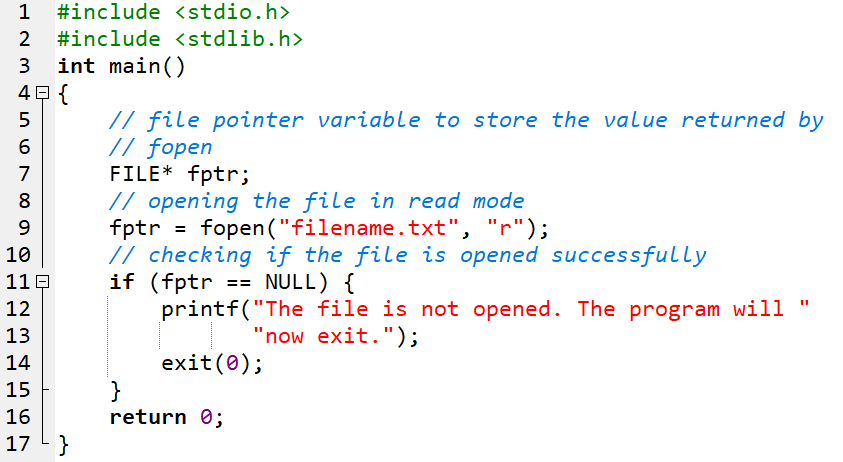 1 #include <stdio.h>
2 #include <stdlib.h>
3 int main()
4 {
5 // file pointer variable to store the value returned by
6 // fopen
7 FILE* fptr;
8 // opening the file in read mode
9 fptr = fopen("filename.txt", "r");
10 // checking if the file is opened successfully
11 if (fptr == NULL) {
12 printf("The file is not opened. The program will "
13 "now exit.");
14 exit(0);
15 }
16 return 0;
17 }